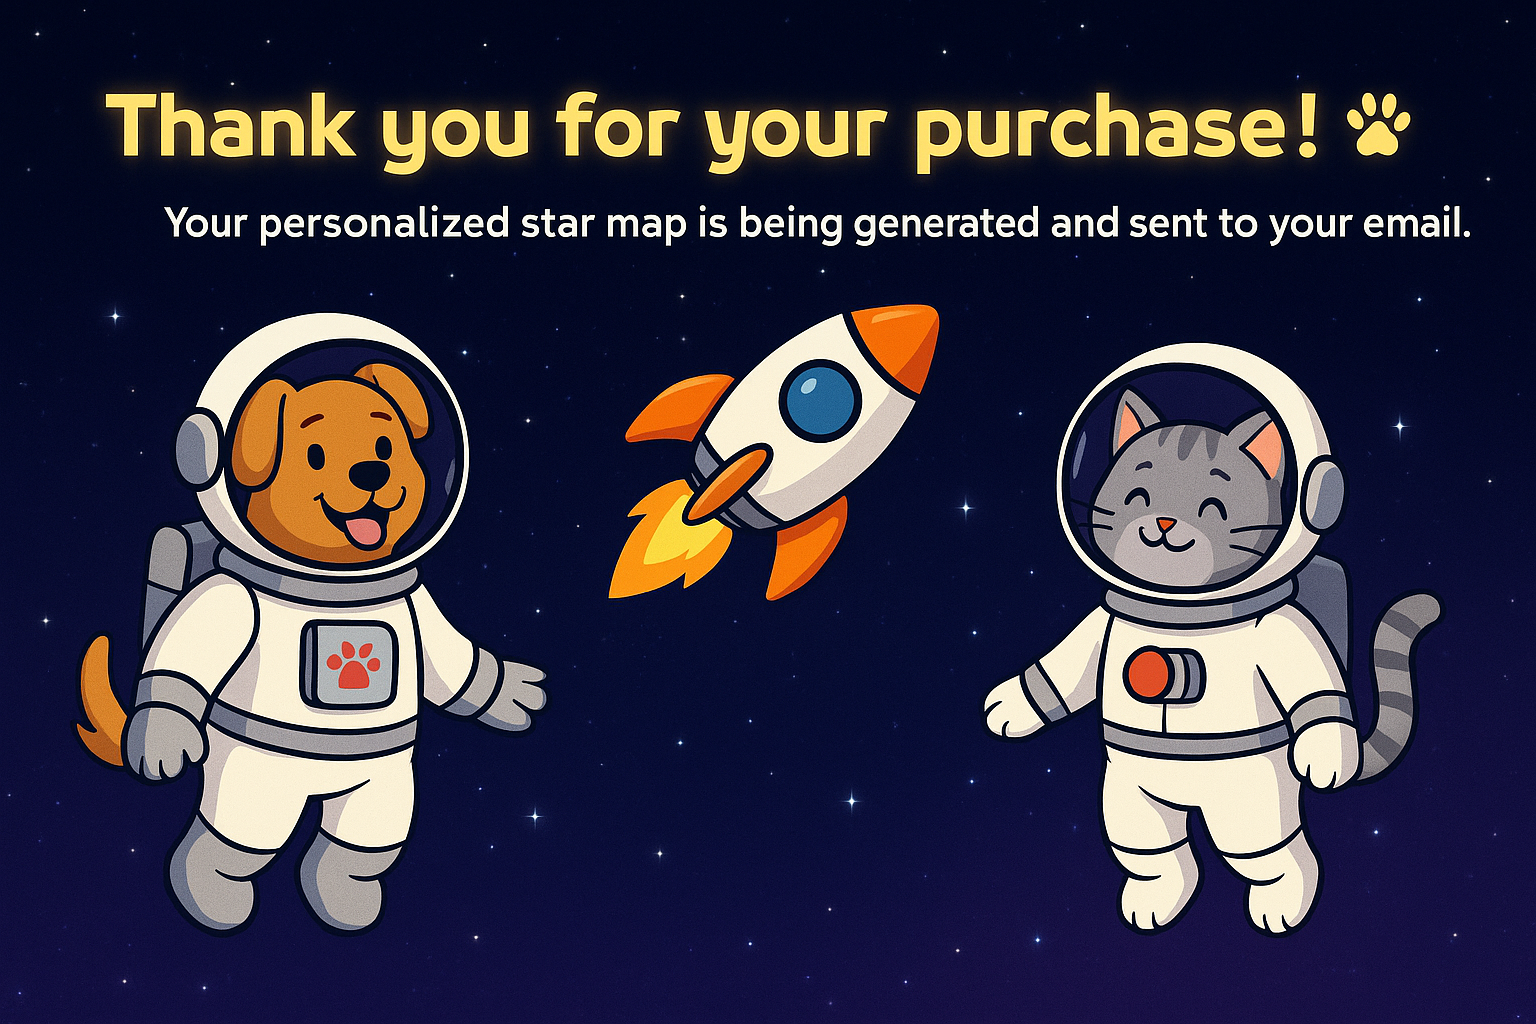 Thank you for your purchase!
Your personalized star map is being generated and sent to your email.